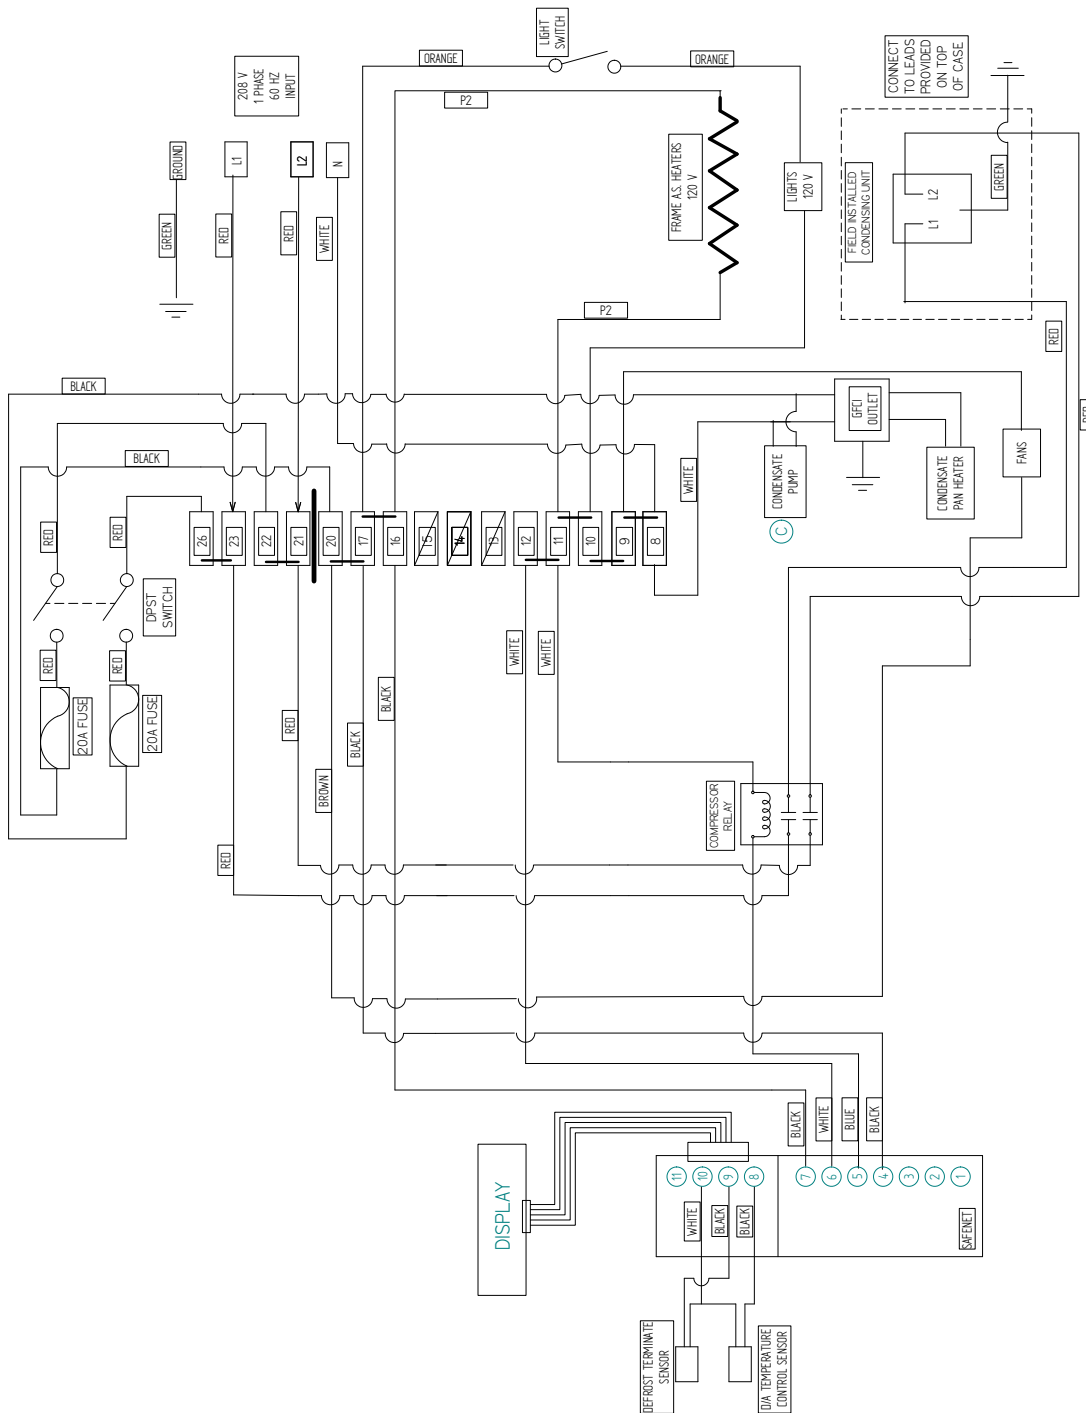 LIGHT
SWITCH
ORANGE
ORANGE
CONNECT
TO LEADS
PROVIDED
ON TOP
OF CASE
208 V
1 PHASE
60 HZ
INPUT
P2
GROUND
L1
L2
N
FRAME A.S. HEATERS
120 V
LIGHTS
120 V
GREEN
L1
L2
FIELD INSTALLED
CONDENSING UNIT
GREEN
RED
RED
WHITE
P2
RED
BLACK
GFCI
OUTLET
RED
BLACK
WHITE
CONDENSATE
PUMP
C
CONDENSATE
PAN HEATER
FANS
RED
RED
26
23
22
21
20
17
16
15
14
13
12
11
10
9
8
DPST
SWITCH
RED
RED
WHITE
WHITE
20A FUSE
20A FUSE
RED
BLACK
BLACK
BROWN
COMPRESSOR
RELAY
RED
BLACK
WHITE
BLUE
BLACK
DISPLAY
11
10
9
8
7
6
5
4
3
2
1
WHITE
BLACK
BLACK
SAFENET
DEFROST TERMINATE
SENSOR
D/A TEMPERATURE
CONTROL SENSOR